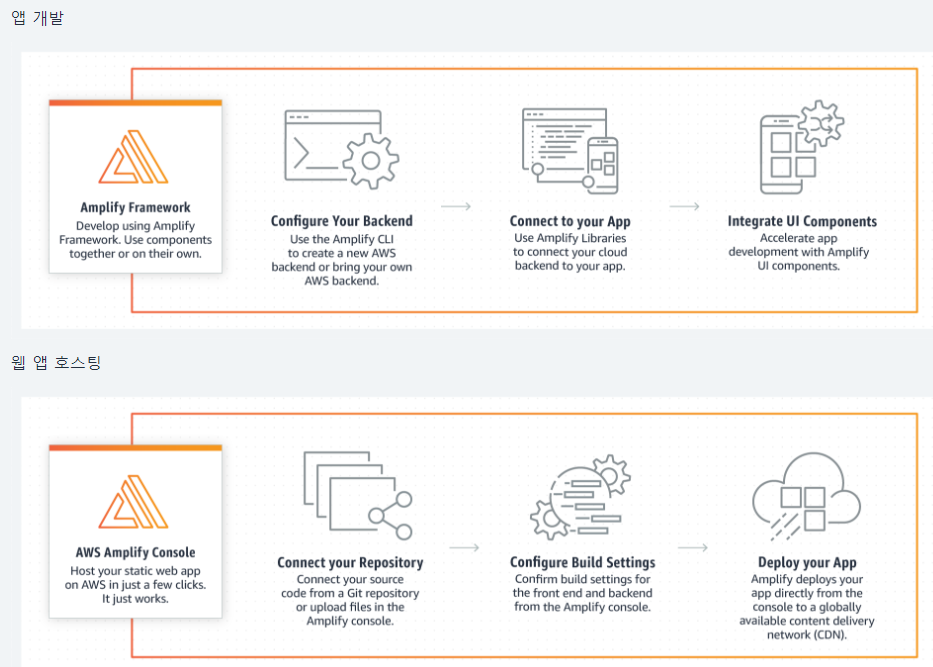 앱 개발
Amplify Framework
Develop using Amplify
Framework. Use components
together or on their own.
Configure Your Backend
Use the Amplify CLI
to create a new AWS
backend or bring your own
AWS backend.
Connect to your App
Use Amplify Libraries
to connect your cloud
backend to your app.
Integrate UI Components
Accelerate app
development with Amplify
UI components.
웹 앱 호스팅
AWS Amplify Console
Host your static web app
on AWS in just a few clicks.
It just works.
Connect your Repository
Connect your source
code from a Git repository
or upload files in the
Amplify console.
Configure Build Settings
Confirm build settings for
the front end and backend
from the Amplify console.
Deploy your App
Amplify deploys your
app directly from the
console to a globally
available content delivery
network (CDN).